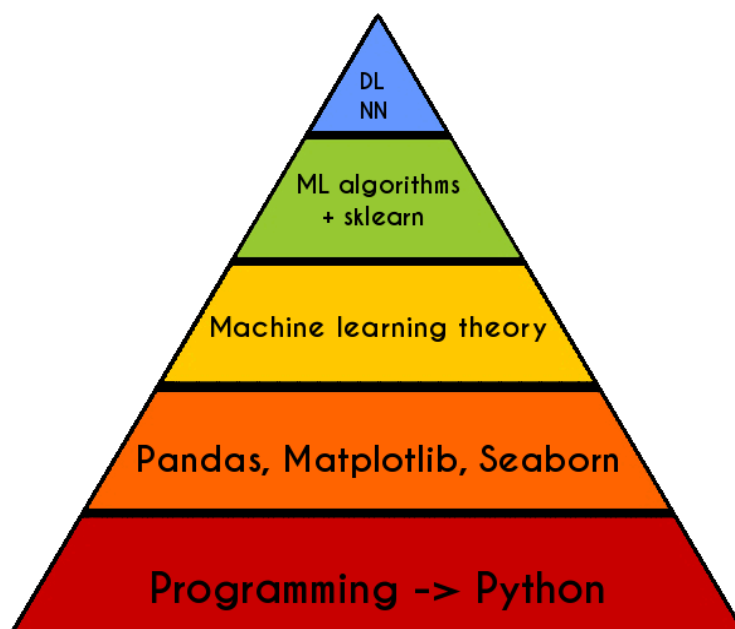 DL
NN
ML algorithms
+ sklearn
Machine learning theory
Pandas, Matplotlib, Seaborn
Programming -> Python